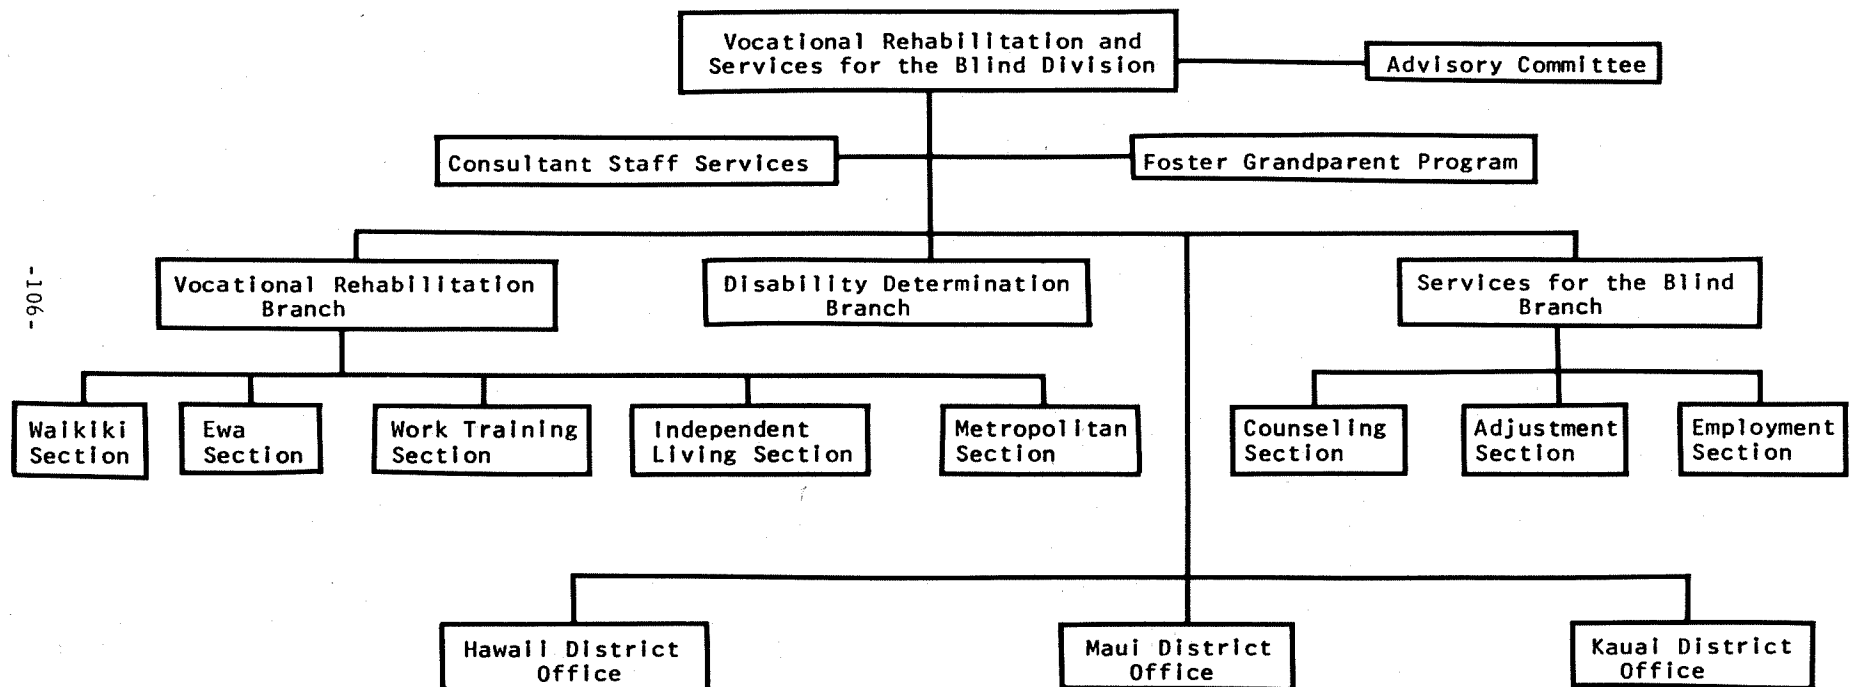 Vocational Rehabilitation and
Services for the Blind Division
Advisory Committee
Consultant Staff Services
Foster Grandparent Program
-106-
Vocational Rehabilitation
Branch
Disability Determination
Branch
Services for the Blind
Branch
Waikiki
Section
Ewa
Section
Work Training
Section
Independent
Living Section
Metropolitan
Section
Counseling
Section
Adjustment
Section
Employment
Section
Hawaii District
Office
Maui District
Office
Kauai District
Office